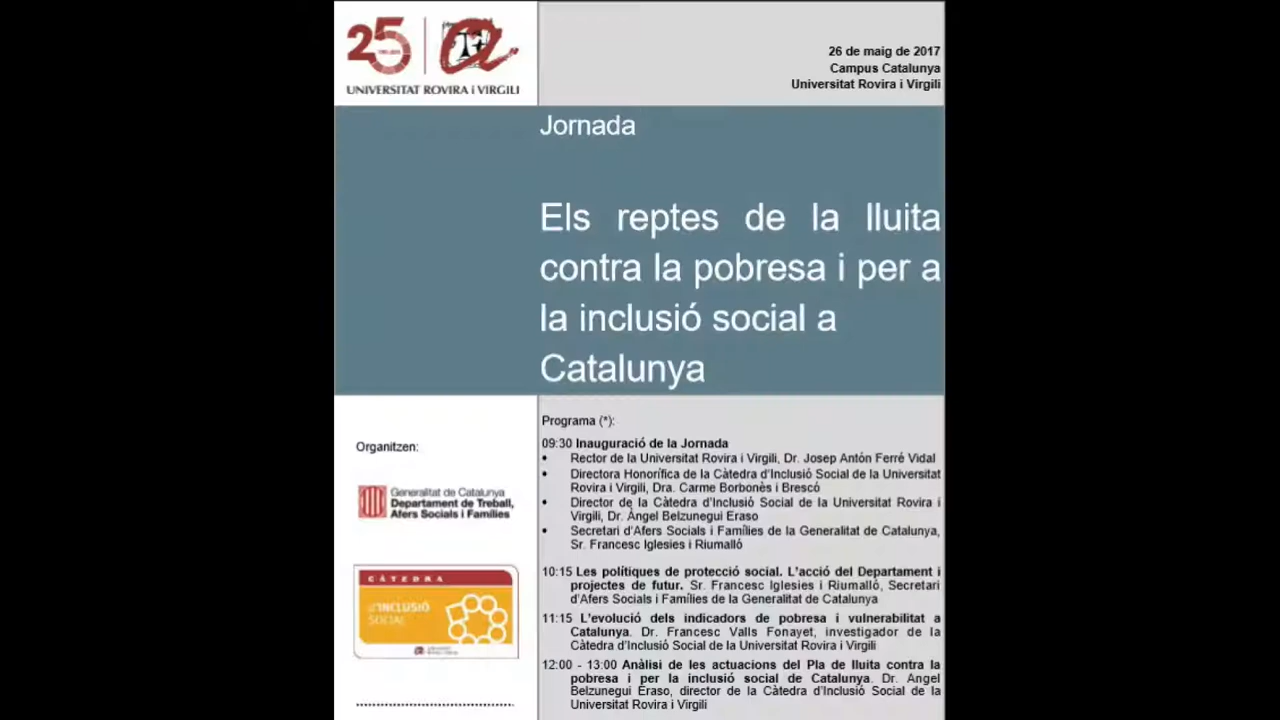 25
UNIVERSITAT ROVIRA i VIRGILI
26 de maig de 2017
Campus Catalunya
Universitat Rovira i Virgili
Jornada
Els reptes de la lluita
contra la pobresa i per a
la inclusió social a
Catalunya
Organitzen:
Generalitat de Catalunya
Departament de Treball,
Afers Socials i Famílies
CÀTEDRA
d'INCLUSIÓ
SOCIAL
Programa (*):
09:30 Inauguració de la Jornada
• Rector de la Universitat Rovira i Virgili, Dr. Josep Antón Ferré Vidal
• Directora Honorífica de la Càtedra d'Inclusió Social de la Universitat
Rovira i Virgili, Dra. Carme Borbonès i Brescó
• Director de la Càtedra d'Inclusió Social de la Universitat Rovira i
Virgili, Dr. Àngel Belzunegui Eraso
• Secretari d'Afers Socials i Famílies de la Generalitat de Catalunya,
Sr. Francesc Iglesies i Riumalló
10:15 Les polítiques de protecció social. L'acció del Departament i
projectes de futur. Sr. Francesc Iglesies i Riumalló, Secretari
d'Afers Socials i Famílies de la Generalitat de Catalunya
11:15 L'evolució dels indicadors de pobresa i vulnerabilitat a
Catalunya. Dr. Francesc Valls Fonayet, investigador de la
Càtedra d'Inclusió Social de la Universitat Rovira i Virgili
12:00 - 13:00 Anàlisi de les actuacions del Pla de lluita contra la
pobresa i per la inclusió social de Catalunya. Dr. Angel
Belzunegui Eraso, director de la Càtedra d'Inclusió Social de la
Universitat Rovira i Virgili